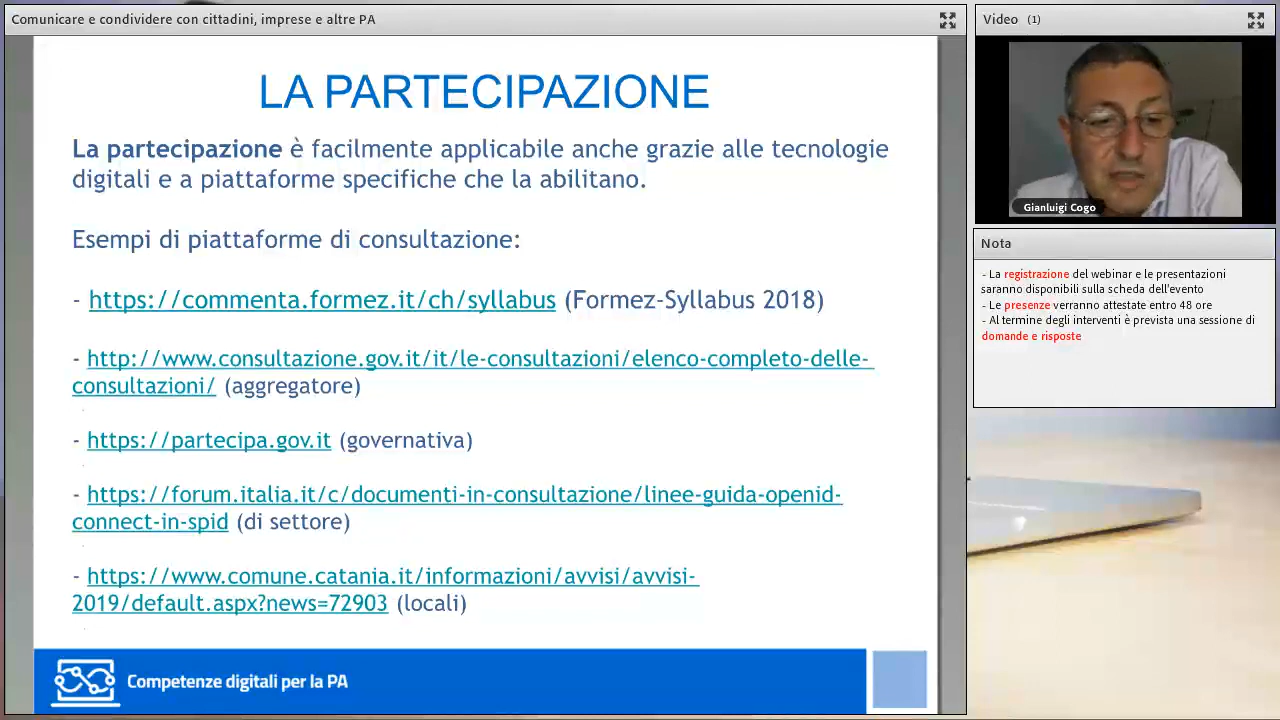 Comunicare e condividere con cittadini, imprese e altre PA
LA PARTECIPAZIONE
La partecipazione è facilmente applicabile anche grazie alle tecnologie
digitali e a piattaforme specifiche che la abilitano.
Esempi di piattaforme di consultazione:
- https://commenta.formez.it/ch/syllabus (Formez-Syllabus 2018)
- http://www.consultazione.gov.it/it/le-consultazioni/elenco-completo-delle-
consultazioni/ (aggregatore)
- https://partecipa.gov.it (governativa)
- https://forum.italia.it/c/documenti-in-consultazione/linee-guida-openid-
connect-in-spid (di settore)
- https://www.comune.catania.it/informazioni/avvisi/avvisi-
2019/default.aspx?news=72903 (locali)
Competenze digitali per la PA
Video (1)
Gianluigi Cogo
Nota
- La registrazione del webinar e le presentazioni
saranno disponibili sulla scheda dell'evento
- Le presenze verranno attestate entro 48 ore
- Al termine degli interventi è prevista una sessione di
domande e risposte